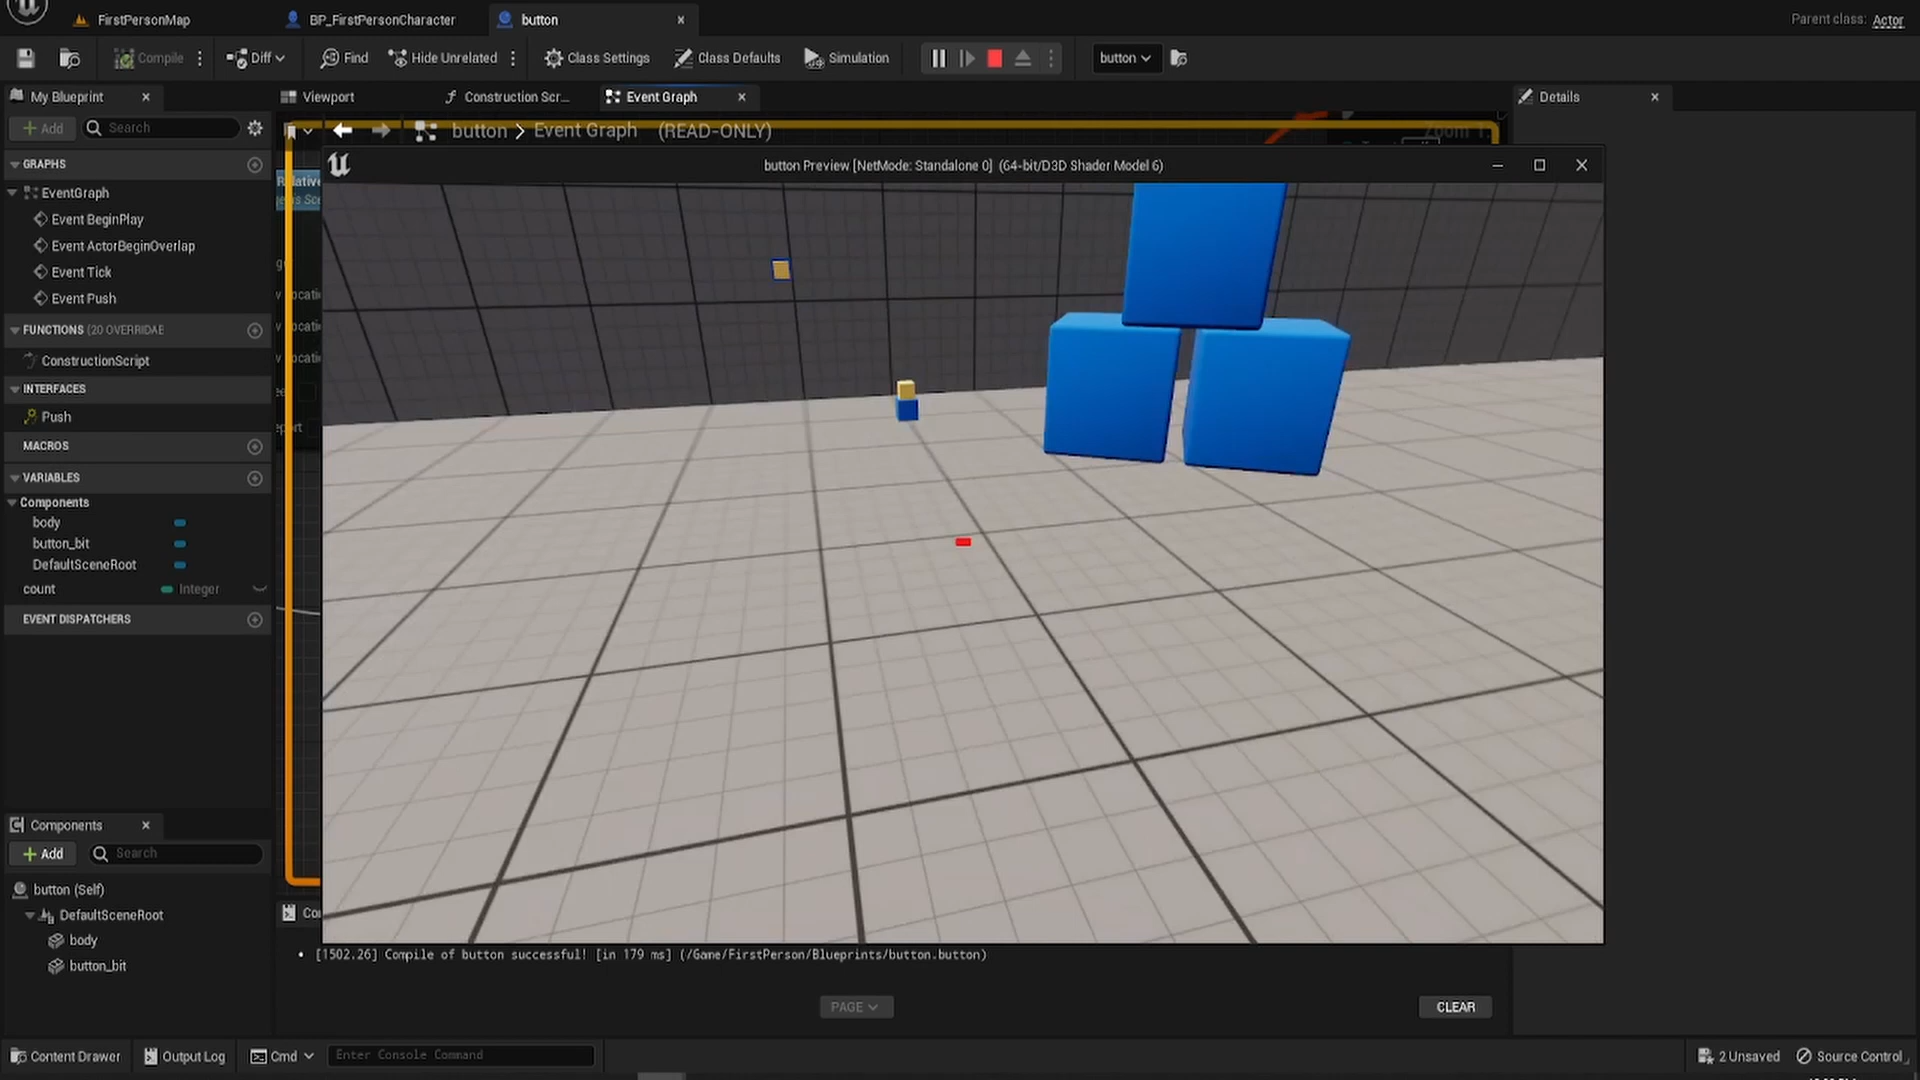 FirstPersonMap
BP_FirstPersonCharacter
button
Parent class: Actor
Compile
Diff
Find
Hide Unrelated
Class Settings
Class Defaults
Simulation
button
My Blueprint
Viewport
Construction Scr...
Event Graph
Details
Add
Search
button > Event Graph (READ-ONLY)
Zoom 1:
GRAPHS
button Preview [NetMode: Standalone 0] (64-bit/D3D Shader Model 6)
EventGraph
Event BeginPlay
Event ActorBeginOverlap
Event Tick
Event Push
FUNCTIONS (20 OVERRIDAE
ConstructionScript
INTERFACES
Push
MACROS
VARIABLES
Components
body
button_bit
DefaultSceneRoot
count
Integer
EVENT DISPATCHERS
Components
Add
Search
button (Self)
DefaultSceneRoot
body
button_bit
[1502.26] Compile of button successful! [in 179 ms] (/Game/FirstPerson/Blueprints/button.button)
PAGE
CLEAR
Content Drawer
Output Log
Cmd
Enter Console Command
2 Unsaved
Source Control